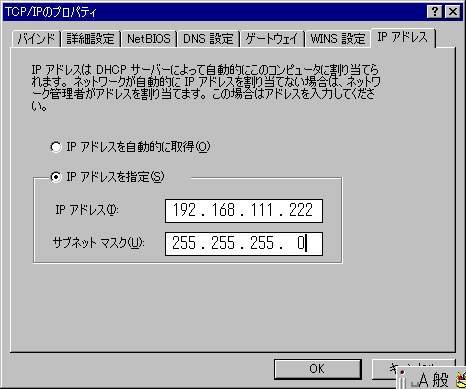 TCP/IPのプロパティ
バインド 詳細設定 NetBIOS DNS 設定 ゲートウェイ WINS 設定 IP アドレス
IP アドレスは DHCP サーバーによって自動的にこのコンピュータに割り当てら
れます。ネットワークが自動的に IP アドレスを割り当てない場合は、ネットワ
ーク管理者がアドレスを割り当てます。この場合はアドレスを入力してくださ
い。
IP アドレスを自動的に取得(O)
IP アドレスを指定(S)
IP アドレス(I): 192.168.111.222
サブネット マスク(U): 255.255.255. 0
OK
A 般